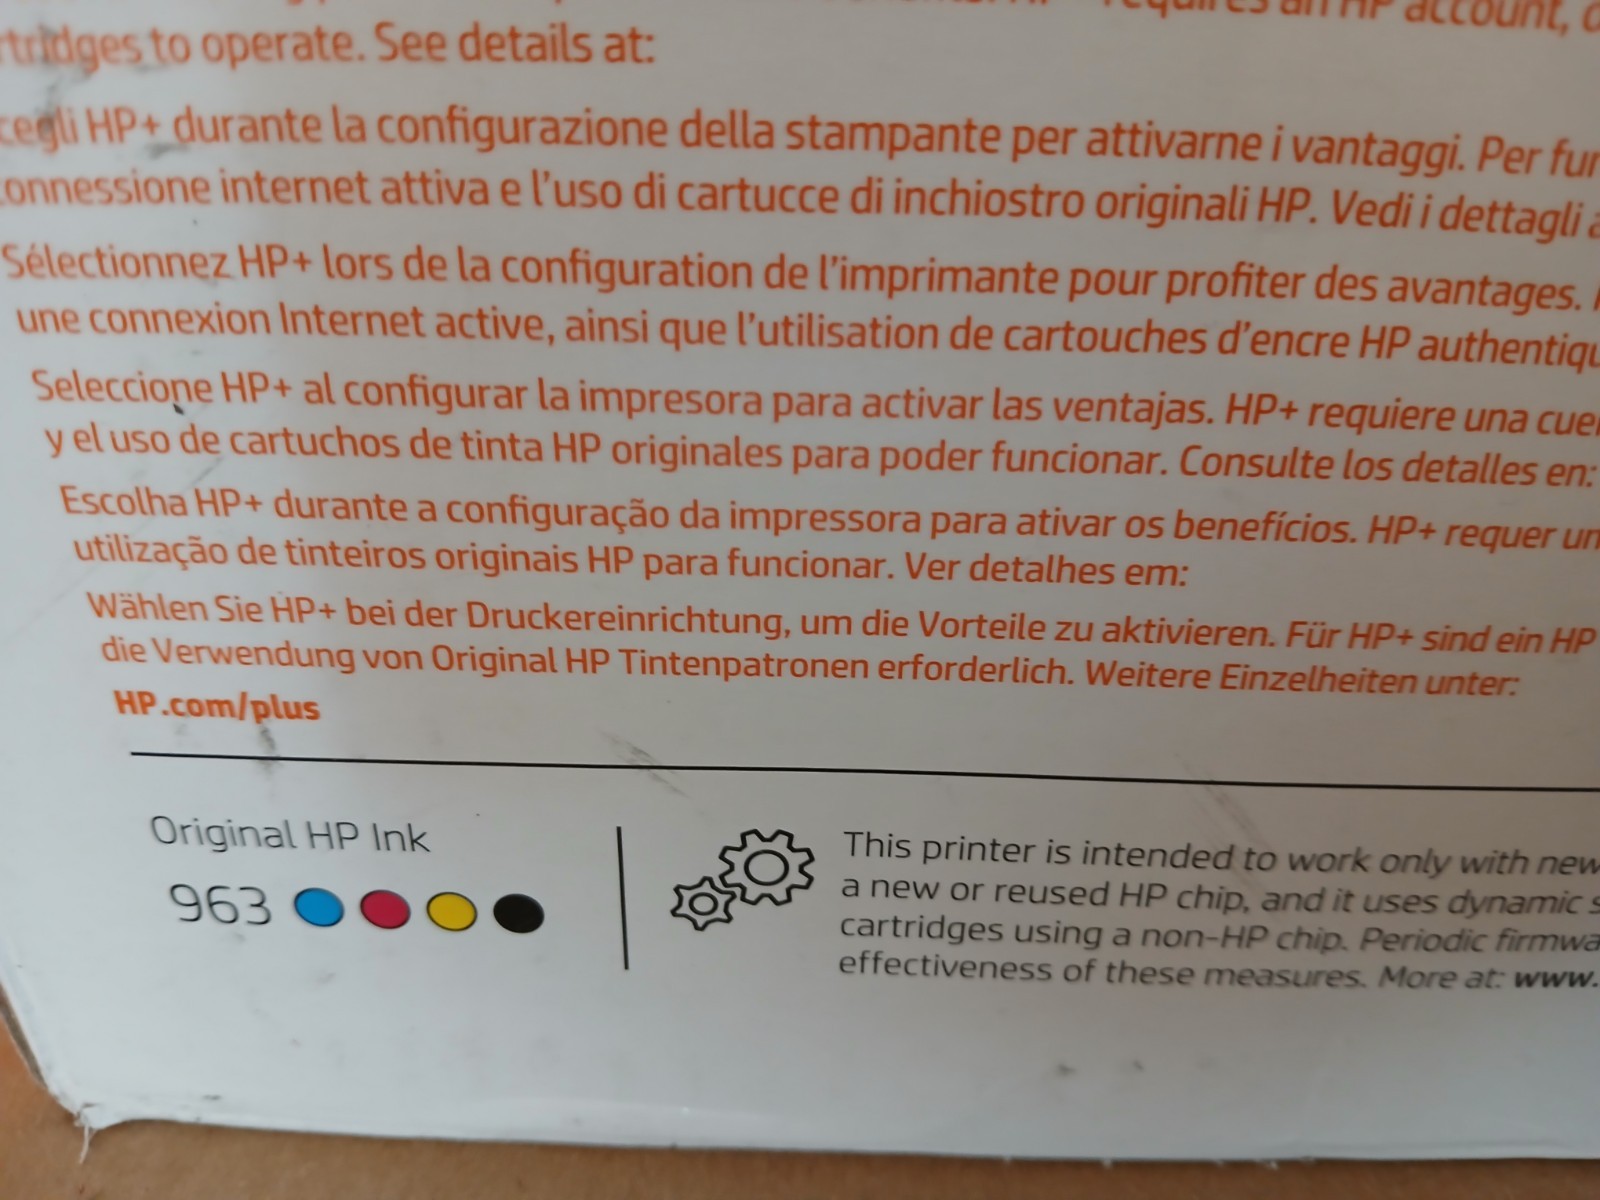 requires an HP account,
to operate. See details at:
HP+ durante la configurazione della stampante per attivarne i vantaggi. Per
internet attiva e l'uso di cartucce di inchiostro originali HP. Vedi i dettagli
Sélectionnez HP+ lors de la configuration de l'imprimante pour profiter des avantages.
une connexion Internet active, ainsi que l'utilisation de cartouches d'encre HP
Seleccione HP+ al configurar la impresora para activar las ventajas. HP+ requiere una
y el uso de cartuchos de tinta HP originales para poder funcionar. Consulte los detalles en:
Escolha HP+ durante a configuração da impressora para ativar os benefícios. HP+ requer
utilização de tinteiros originais HP para funcionar. Ver detalhes em:
Wählen Sie HP+ bei der Druckereinrichtung, um die Vorteile zu aktivieren. Für HP+ sind ein HP
die Verwendung von Original HP Tintenpatronen erforderlich. Weitere Einzelheiten unter:
HP.com/plus
Original HP Ink
963
This printer is intended to work only with new
a new or reused HP chip, and it uses dynamic
cartridges using a non-HP chip. Periodic
effectiveness of these measures. More at: www.